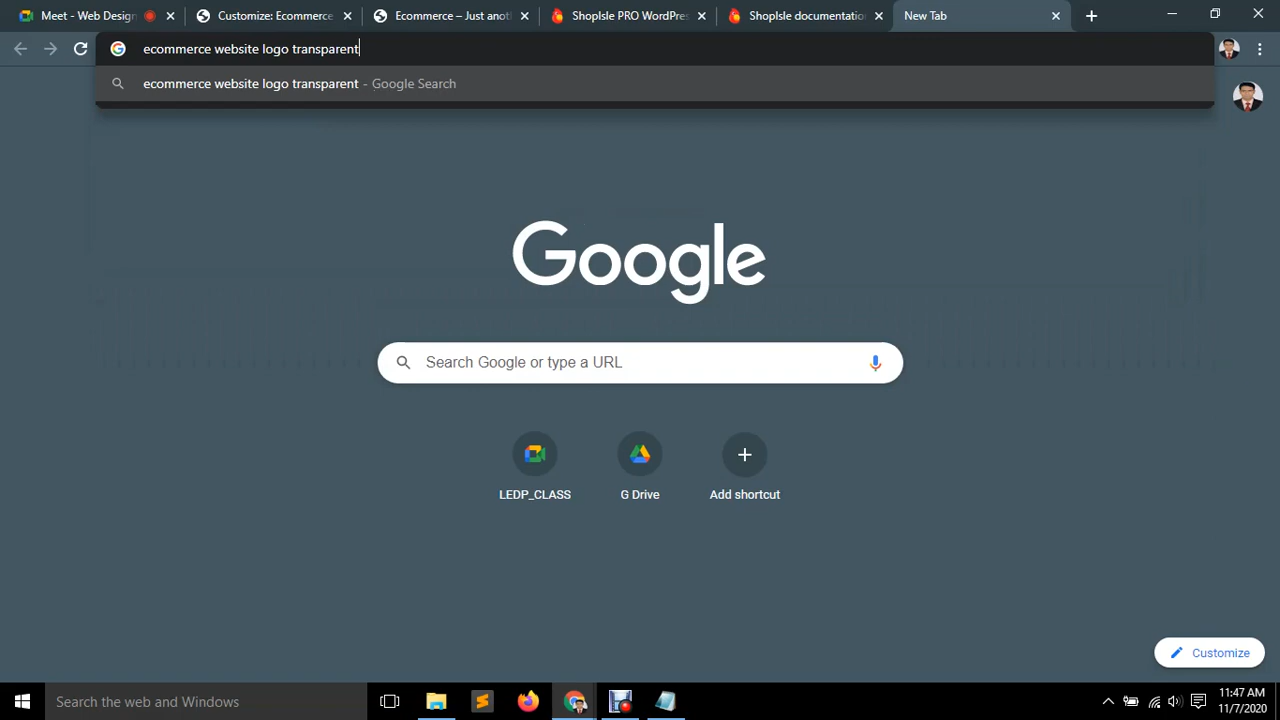 Meet - Web Design
Customize: Ecommerce
Ecommerce – Just anot
ShopIsle PRO WordPres
ShopIsle documentation
New Tab
ecommerce website logo transparent
ecommerce website logo transparent - Google Search
Google
Search Google or type a URL
LEDP_CLASS
G Drive
Add shortcut
Customize
Search the web and Windows
11:47 AM
11/7/2020